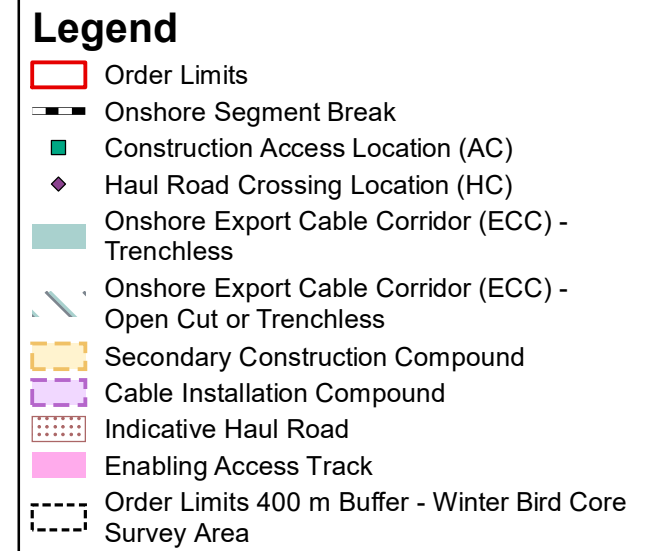 Legend
Order Limits
Onshore Segment Break
Construction Access Location (AC)
Haul Road Crossing Location (HC)
Onshore Export Cable Corridor (ECC) -
Trenchless
Onshore Export Cable Corridor (ECC) -
Open Cut or Trenchless
Secondary Construction Compound
Cable Installation Compound
Indicative Haul Road
Enabling Access Track
Order Limits 400 m Buffer - Winter Bird Core
Survey Area